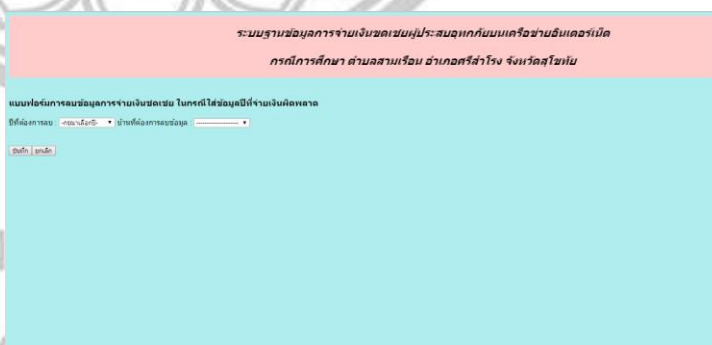 ระบบฐานข้อมูลการจ่ายเงินชดเชยผู้ประสบอุทกภัยบนเครือข่ายอินเตอร์เน็ต
กรณีการศึกษา ตำบลสามเรือน อำเภอศรีสำโรง จังหวัดสุโขทัย
แบบฟอร์มการลบข้อมูลการจ่ายเงินชดเชย ในกรณีใส่ข้อมูลปีที่จ่ายเงินผิดพลาด
ปีที่ต้องการลบ : -กรุณาเลือกปี- บ้านที่ต้องการลบข้อมูล : --------------------
บันทึก ยกเลิก